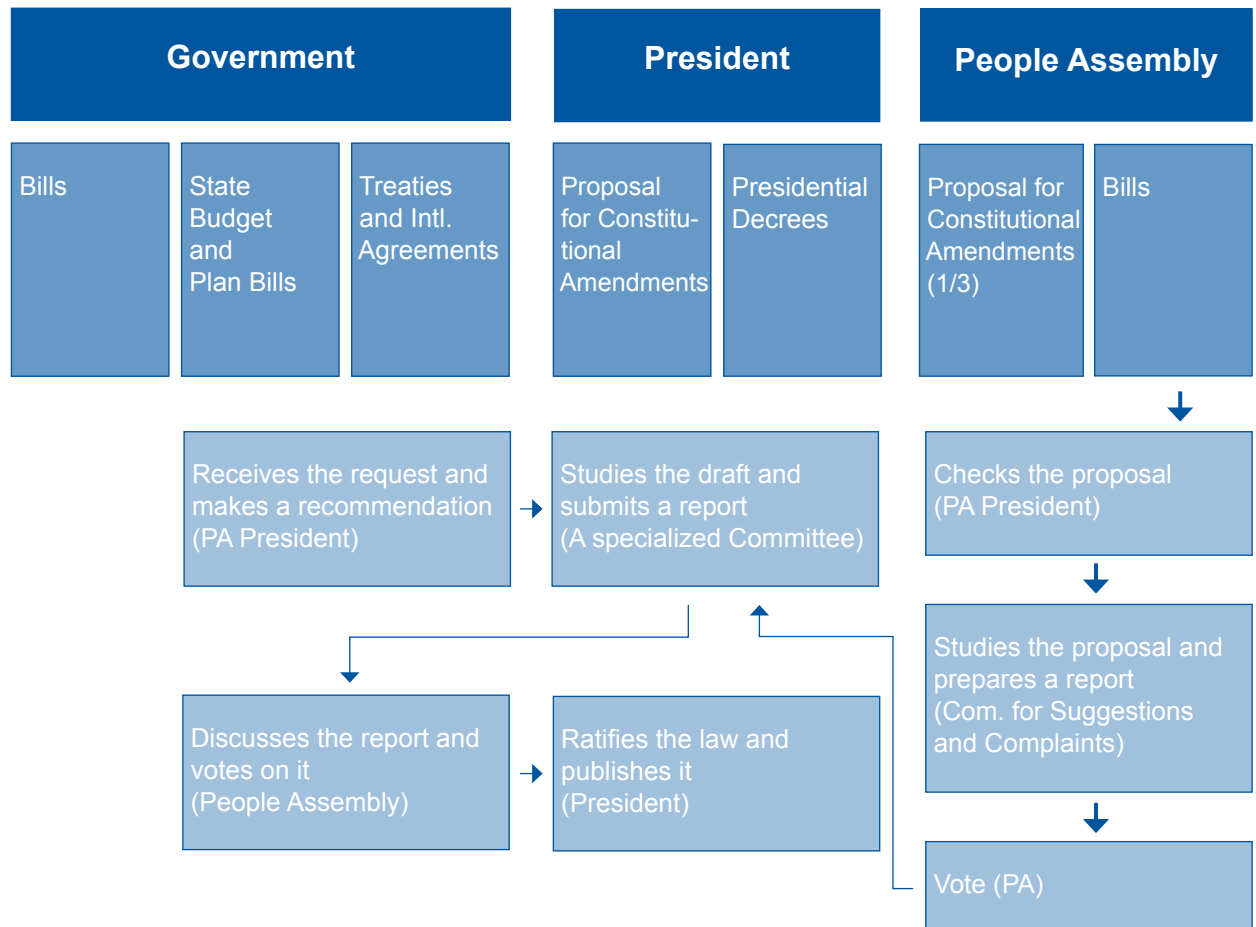 Government
President
People Assembly
Bills
State
Budget
and
Plan Bills
Treaties
and Intl.
Agreements
Proposal
for Constitu-
tional
Amendments
Presidential
Decrees
Proposal for
Constitutional
Amendments
(1/3)
Bills
Receives the request and
makes a recommendation
(PA President)
Studies the draft and
submits a report
(A specialized Committee)
Checks the proposal
(PA President)
Studies the proposal and
prepares a report
(Com. for Suggestions
and Complaints)
Discusses the report and
votes on it
(People Assembly)
Ratifies the law and
publishes it
(President)
Vote (PA)